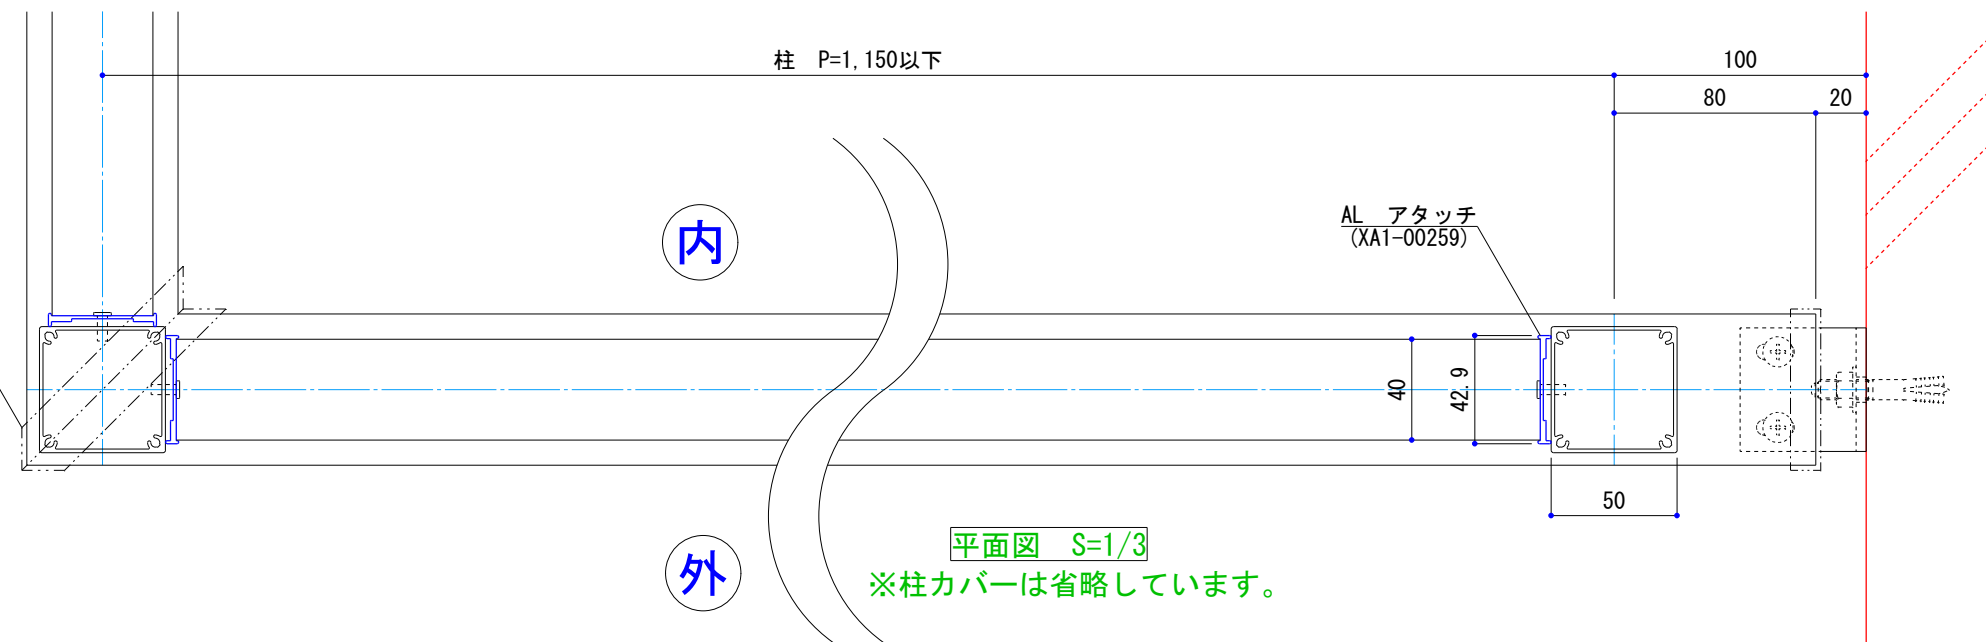 柱　P=1,150以下
100
80
20
内
AL　アタッチ
(XA1-00259)
40
42.9
50
外
平面図　S=1/3
※柱カバーは省略しています。